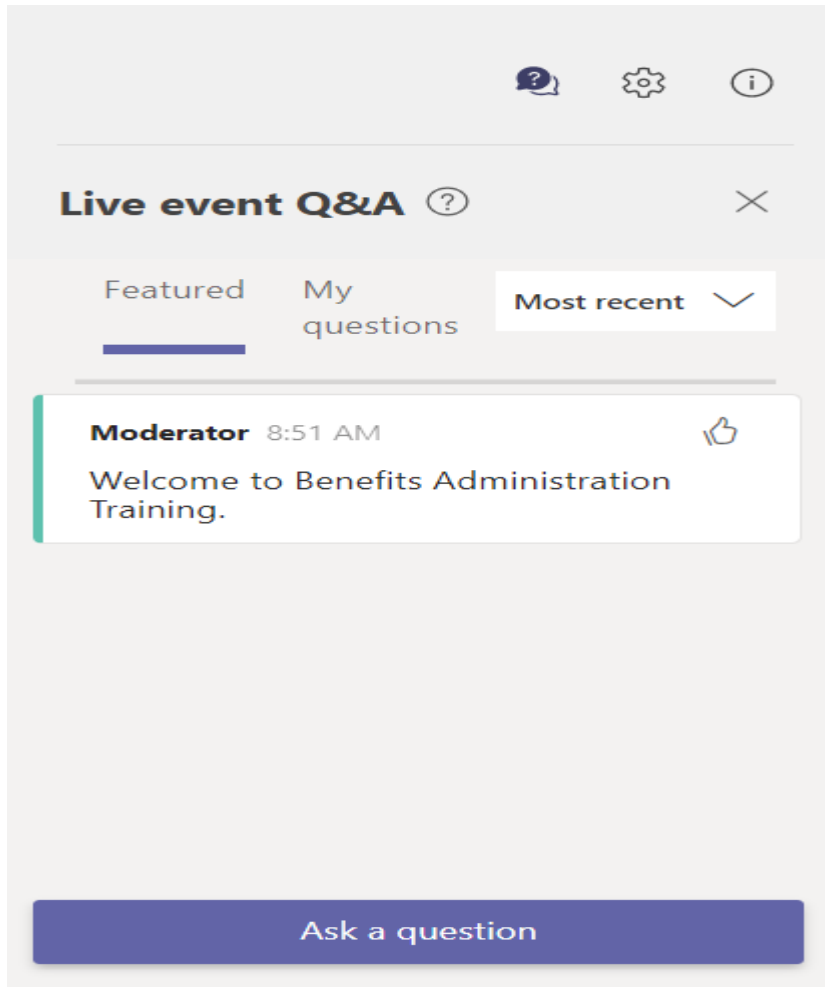 Live event Q&A
Featured
My
questions
Most recent
Moderator 8:51 AM
Welcome to Benefits Administration
Training.
Ask a question